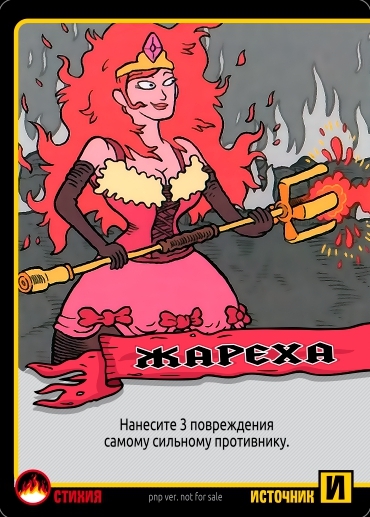 ЖАРЕХА
Нанесите 3 повреждения
самому сильному противнику.
СТИХИЯ
pnp ver. not for sale
ИСТОЧНИК И